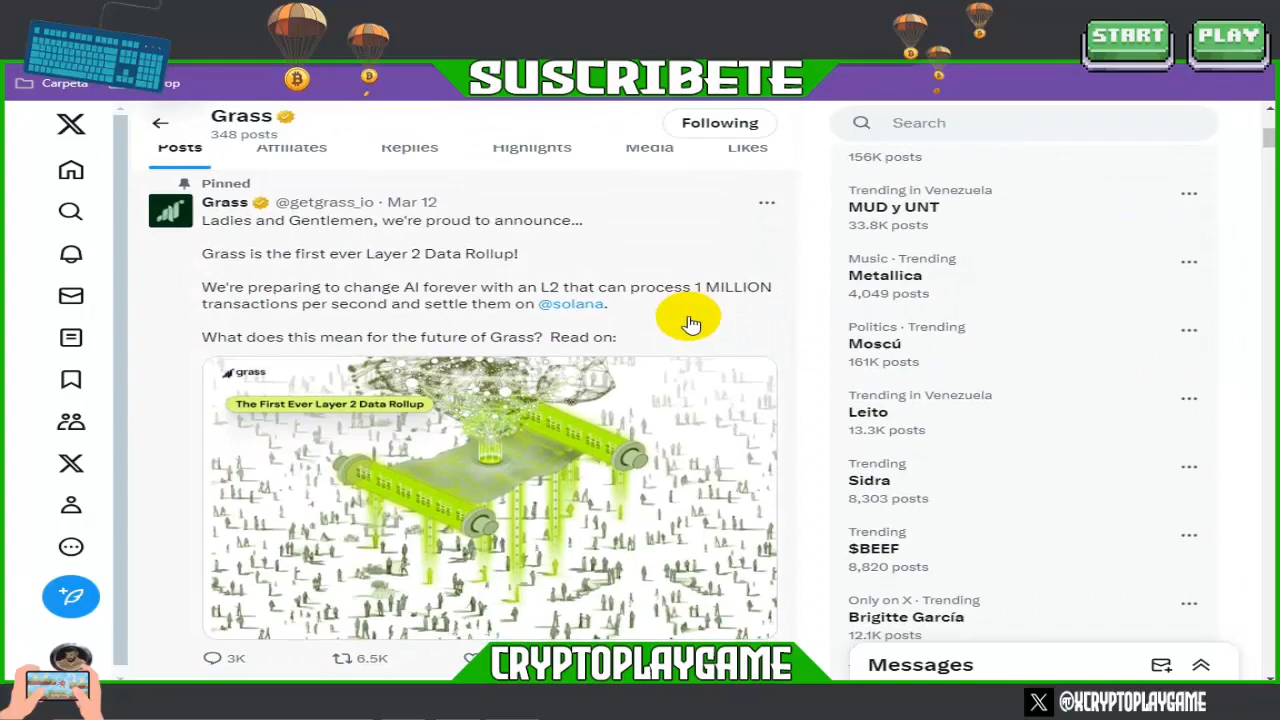 START
PLAY
SUSCRIBETE
Carpeta
op
Grass
348 posts
Following
Search
Posts
Affiliates
Replies
Highlights
Media
Likes
156K posts
Pinned
Grass @getgrass_io · Mar 12
Ladies and Gentlemen, we're proud to announce...
Grass is the first ever Layer 2 Data Rollup!
We're preparing to change AI forever with an L2 that can process 1 MILLION
transactions per second and settle them on @solana.
What does this mean for the future of Grass? Read on:
grass
The First Ever Layer 2 Data Rollup
3K
6.5K
Trending in Venezuela
MUD y UNT
33.8K posts
Music · Trending
Metallica
4,049 posts
Politics · Trending
Moscú
161K posts
Trending in Venezuela
Leito
13.3K posts
Trending
Sidra
8,303 posts
Trending
$BEEF
8,820 posts
Only on X · Trending
Brigitte García
12.1K posts
Messages
CRYPTOPLAYGAME
@XCRYPTOPLAYGAME